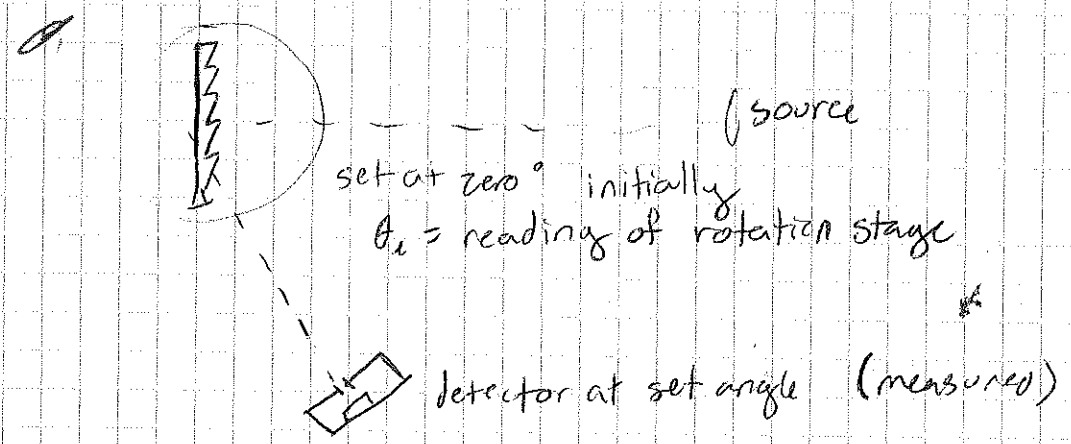 source
set at zero° initially
θi = reading of rotation stage
detector at set angle (measured)